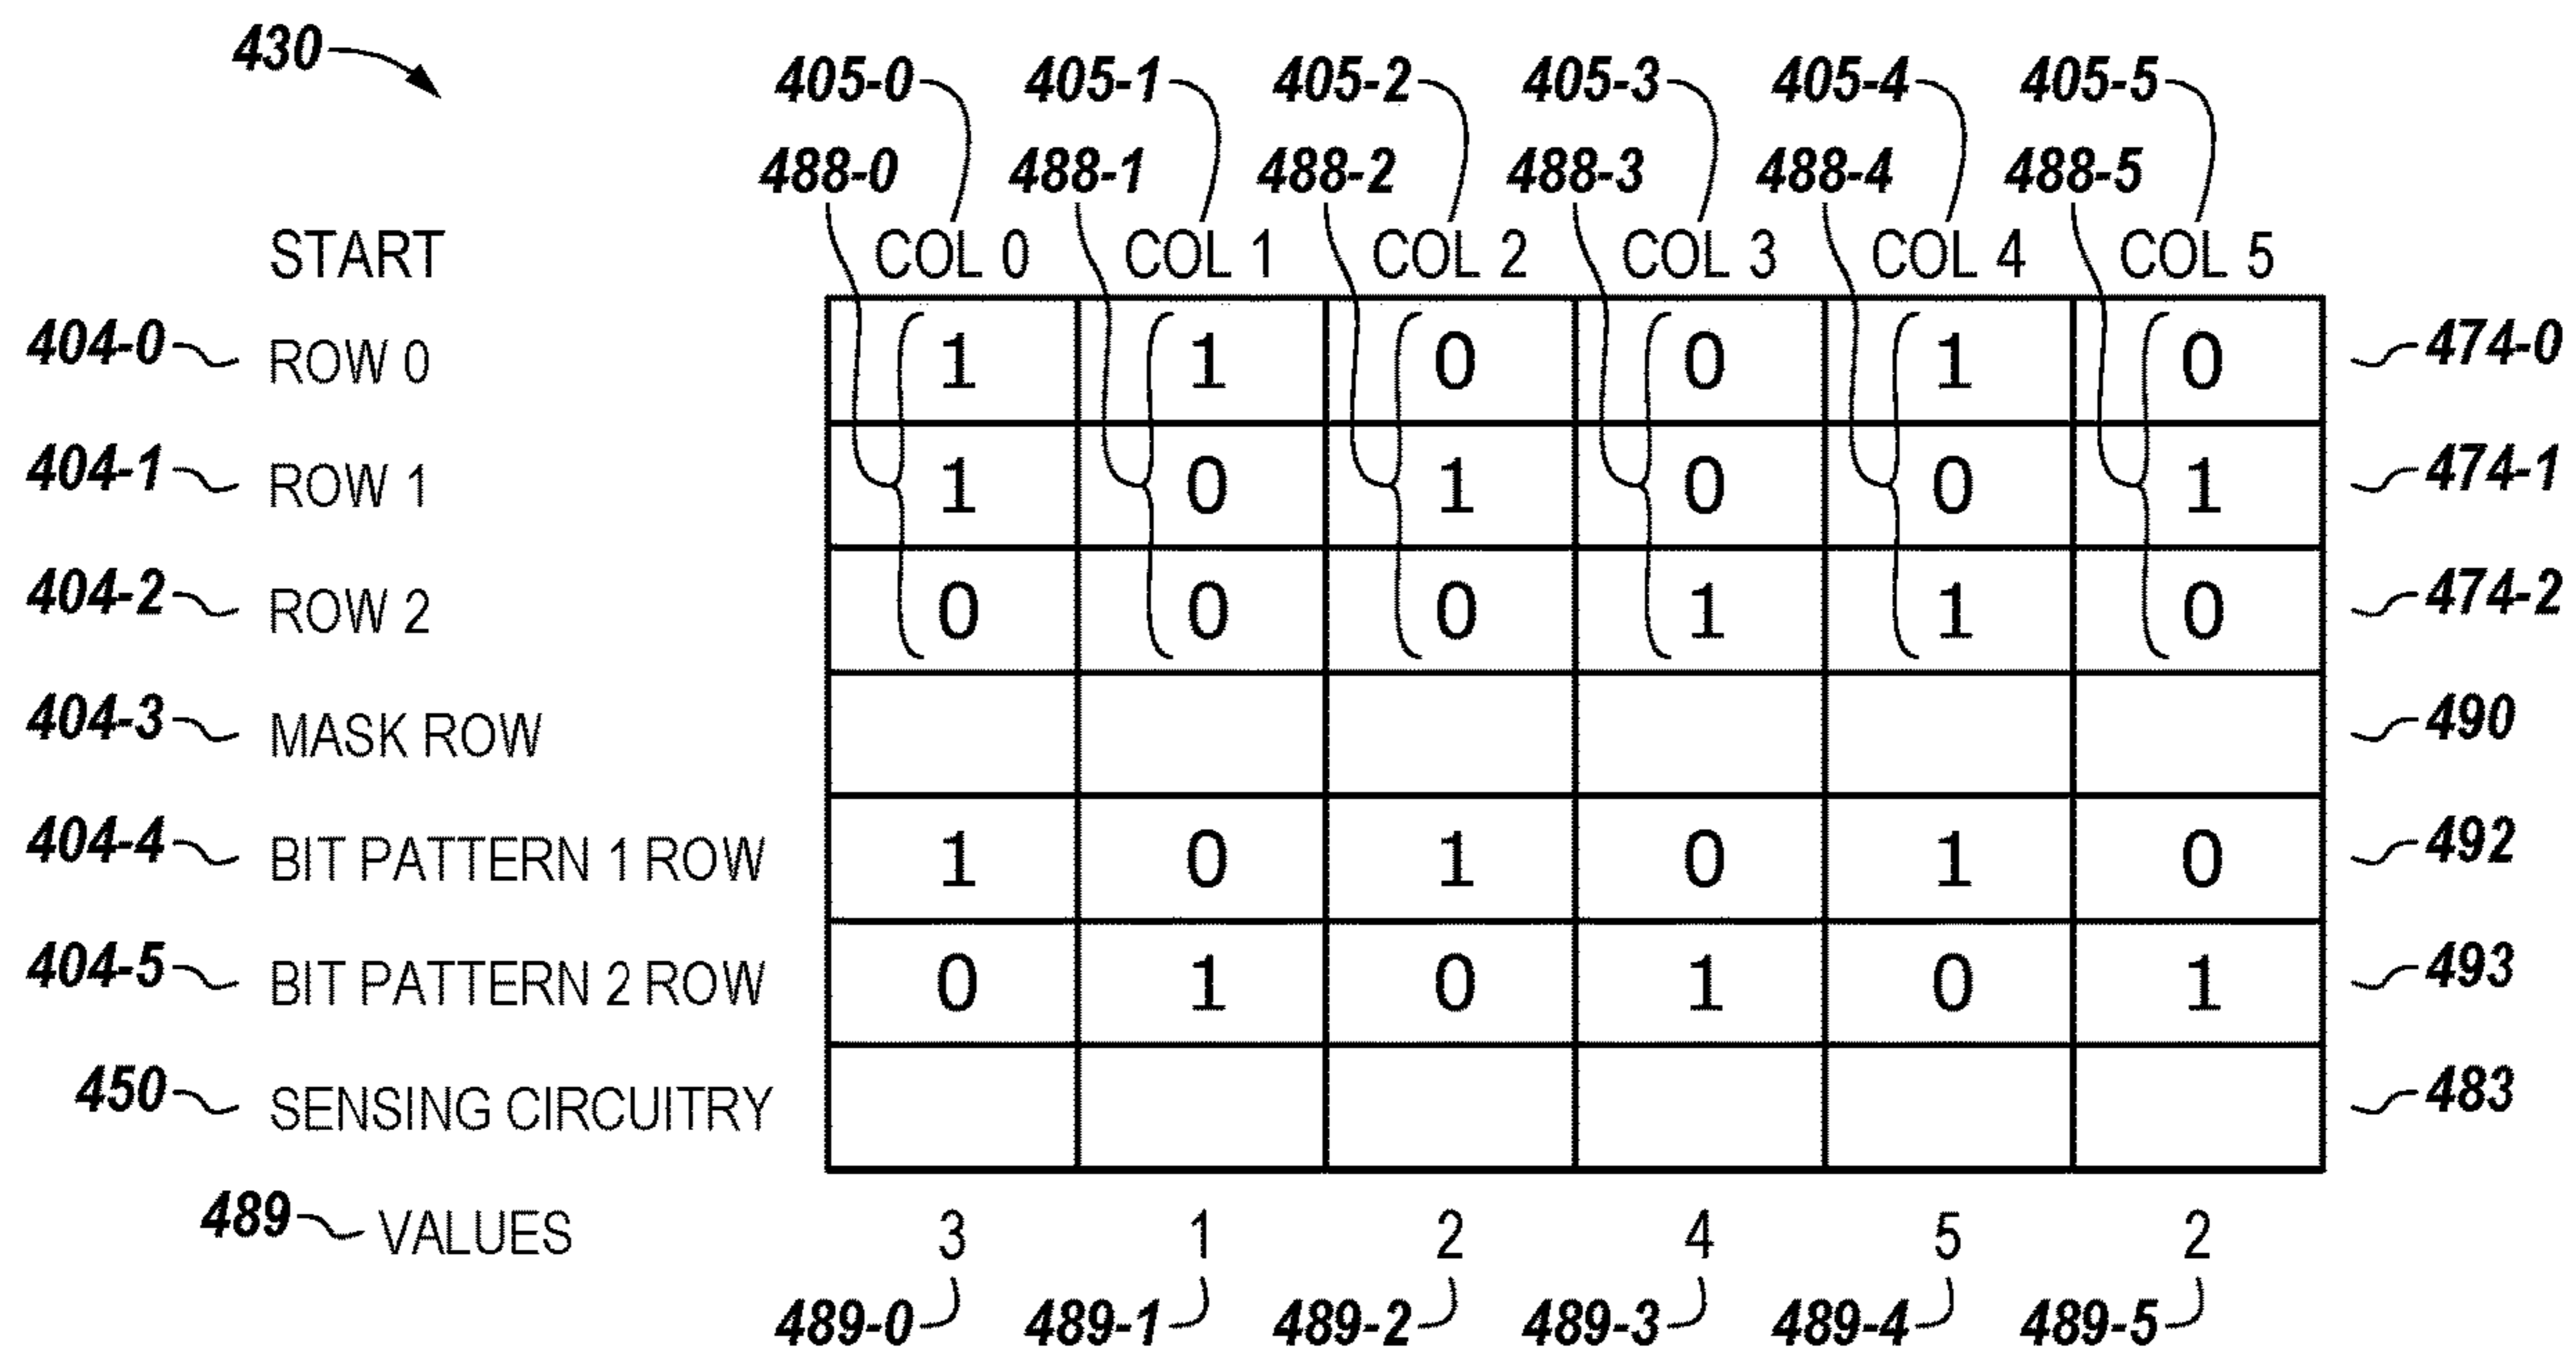 430 405-0 405-1 405-2 405-3 405-4 405-5
488-0 488-1 488-2 488-3 488-4 488-5
START COL 0 COL 1 COL 2 COL 3 COL 4 COL 5
404-0 ROW 0 1 1 0 0 1 0 474-0
404-1 ROW 1 1 0 1 0 0 1 474-1
404-2 ROW 2 0 0 0 1 1 0 474-2
404-3 MASK ROW 490
404-4 BIT PATTERN 1 ROW 1 0 1 0 1 0 492
404-5 BIT PATTERN 2 ROW 0 1 0 1 0 1 493
450 SENSING CIRCUITRY 483
489 VALUES 3 1 2 4 5 2
489-0 489-1 489-2 489-3 489-4 489-5